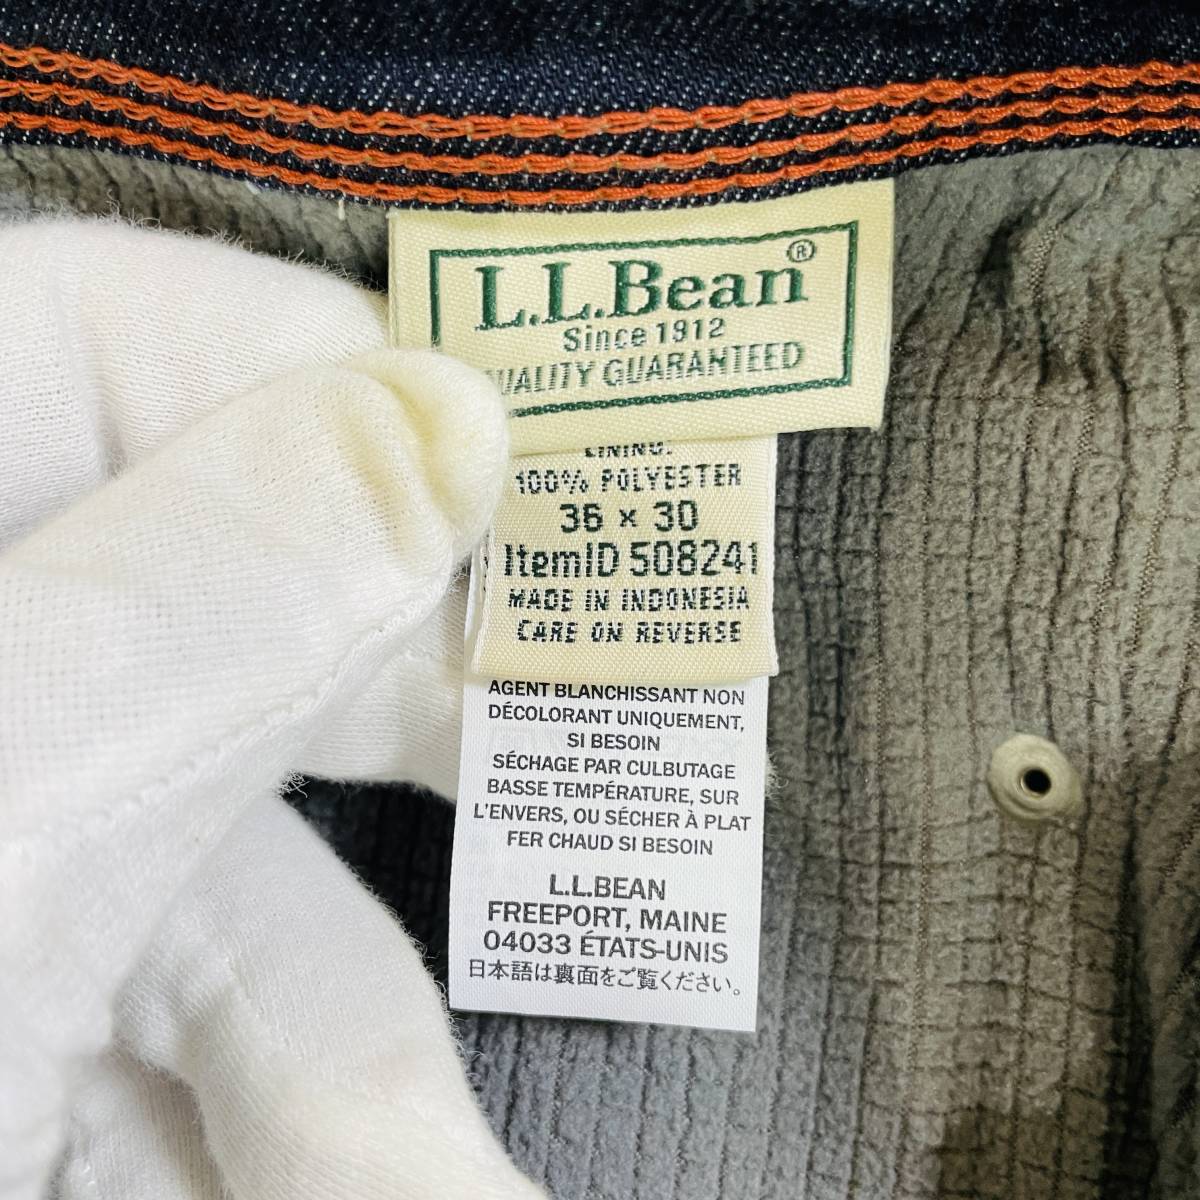 L.L.Bean®
Since 1912
QUALITY GUARANTEED
LINING:
100% POLYESTER
36 × 30
ItemID 508241
MADE IN INDONESIA
CARE ON REVERSE
AGENT BLANCHISSANT NON
DÉCOLORANT UNIQUEMENT,
SI BESOIN
SÉCHAGE PAR CULBUTAGE
BASSE TEMPÉRATURE, SUR
L'ENVERS, OU SÉCHER À PLAT
FER CHAUD SI BESOIN
L.L.BEAN
FREEPORT, MAINE
04033 ÉTATS-UNIS
日本語は裏面をご覧ください。